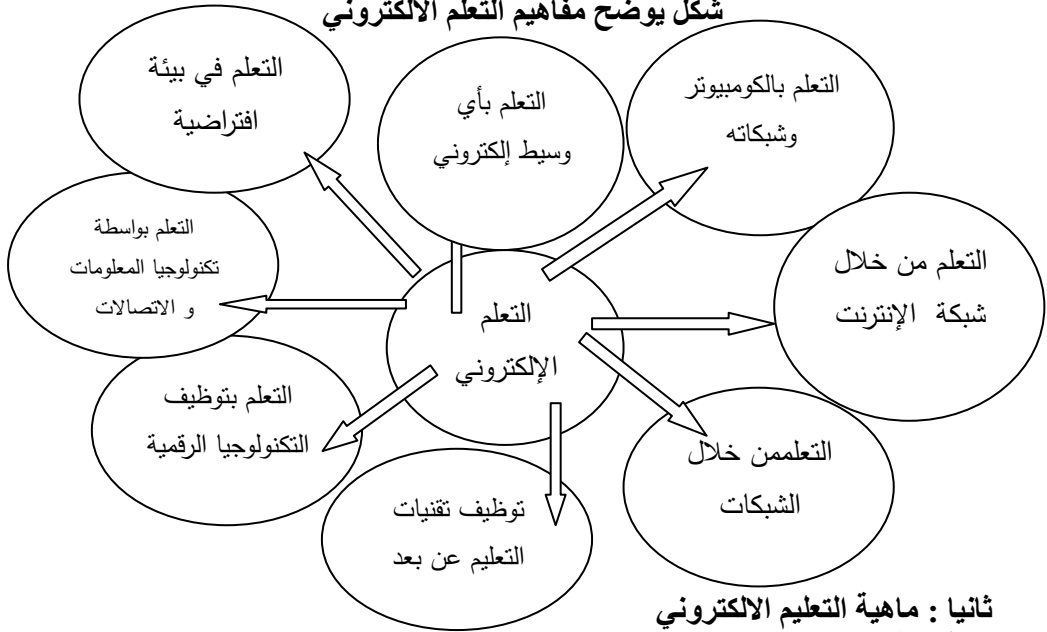 شكل يوضح مفاهيم التعلم الالكتروني
التعلم بالكومبيوتر
وشبكاته
التعلم بأي
وسيط إلكتروني
التعلم في بيئة
افتراضية
التعلم من خلال
شبكة الإنترنت
التعلم
الإلكتروني
التعلم بواسطة
تكنولوجيا المعلومات
و الاتصالات
التعلممن خلال
الشبكات
توظيف تقنيات
التعليم عن بعد
التعلم بتوظيف
التكنولوجيا الرقمية
ثانيا : ماهية التعليم الالكتروني